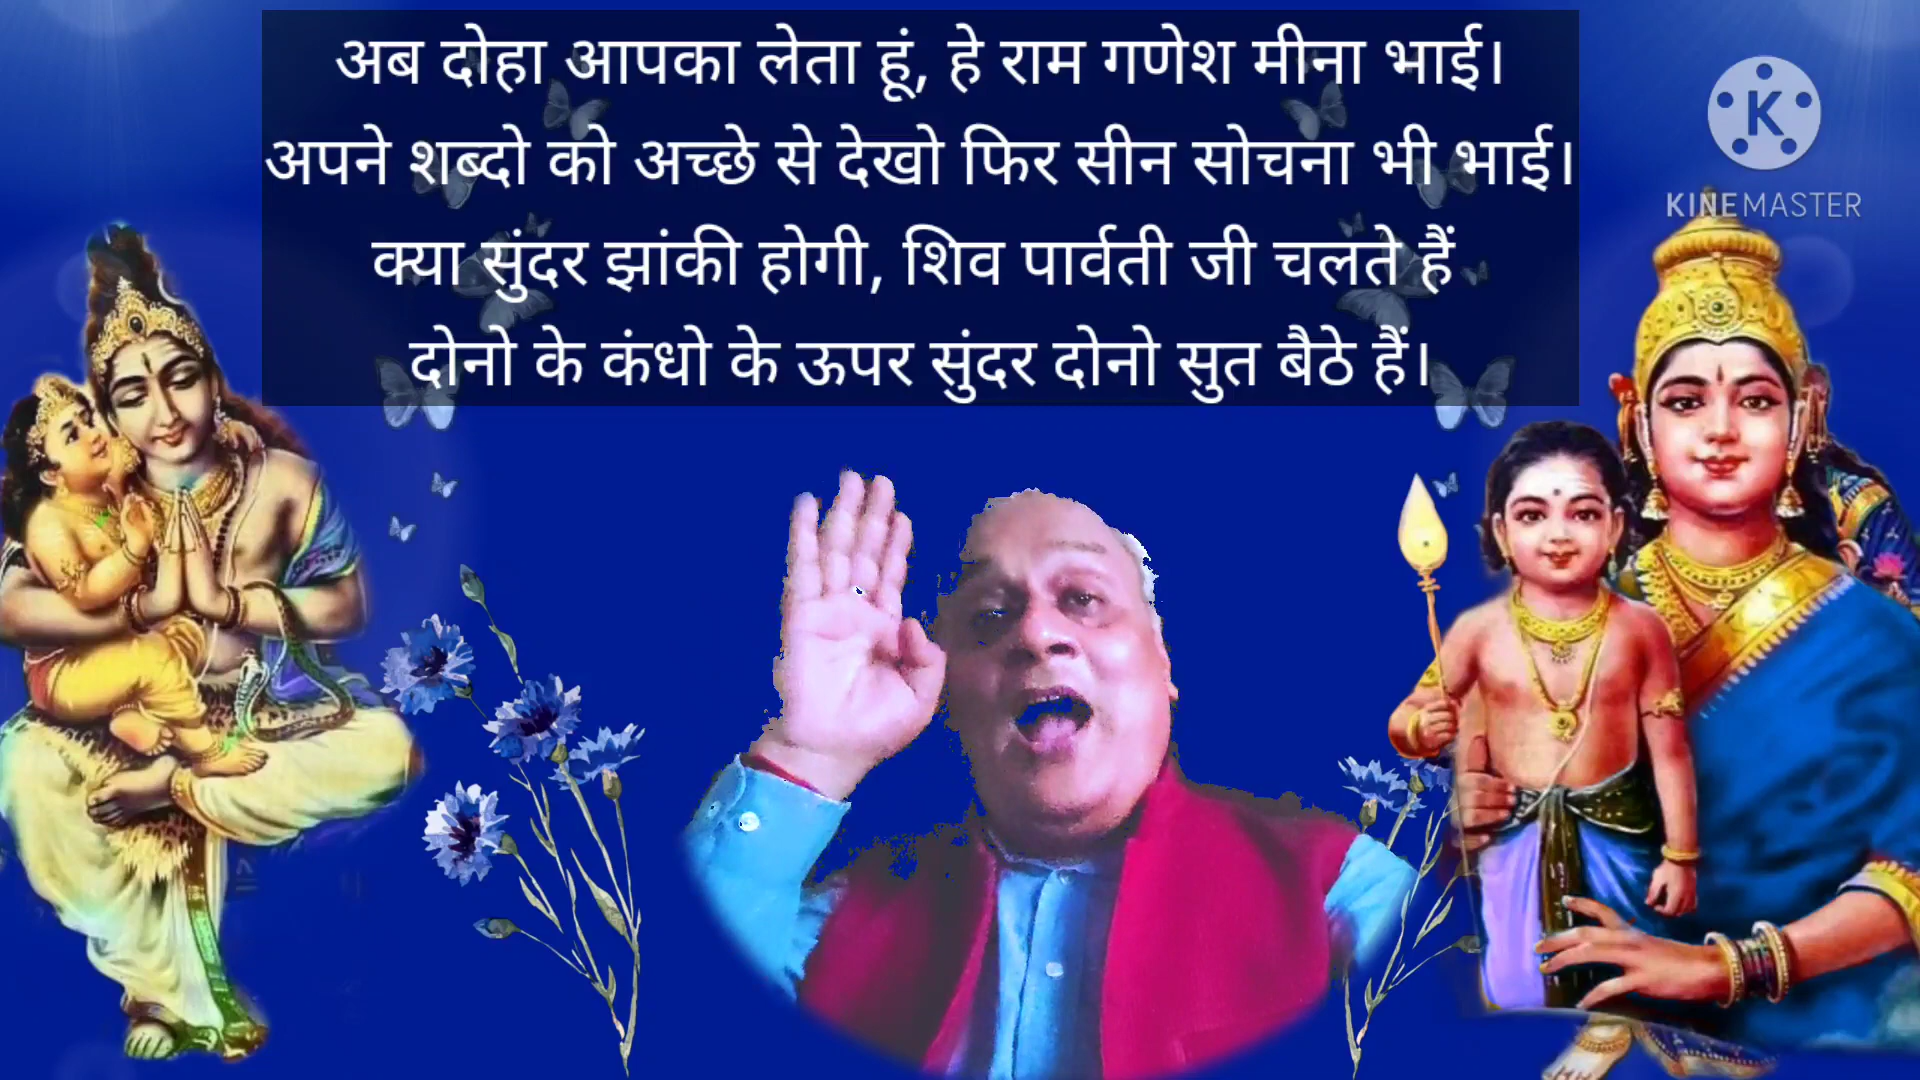 अब दोहा आपका लेता हूं, हे राम गणेश मीना भाई।
अपने शब्दो को अच्छे से देखो फिर सीन सोचना भी भाई।
क्या सुंदर झांकी होगी, शिव पार्वती जी चलते हैं
दोनो के कंधो के ऊपर सुंदर दोनो सुत बैठे हैं।
K
KINEMASTER